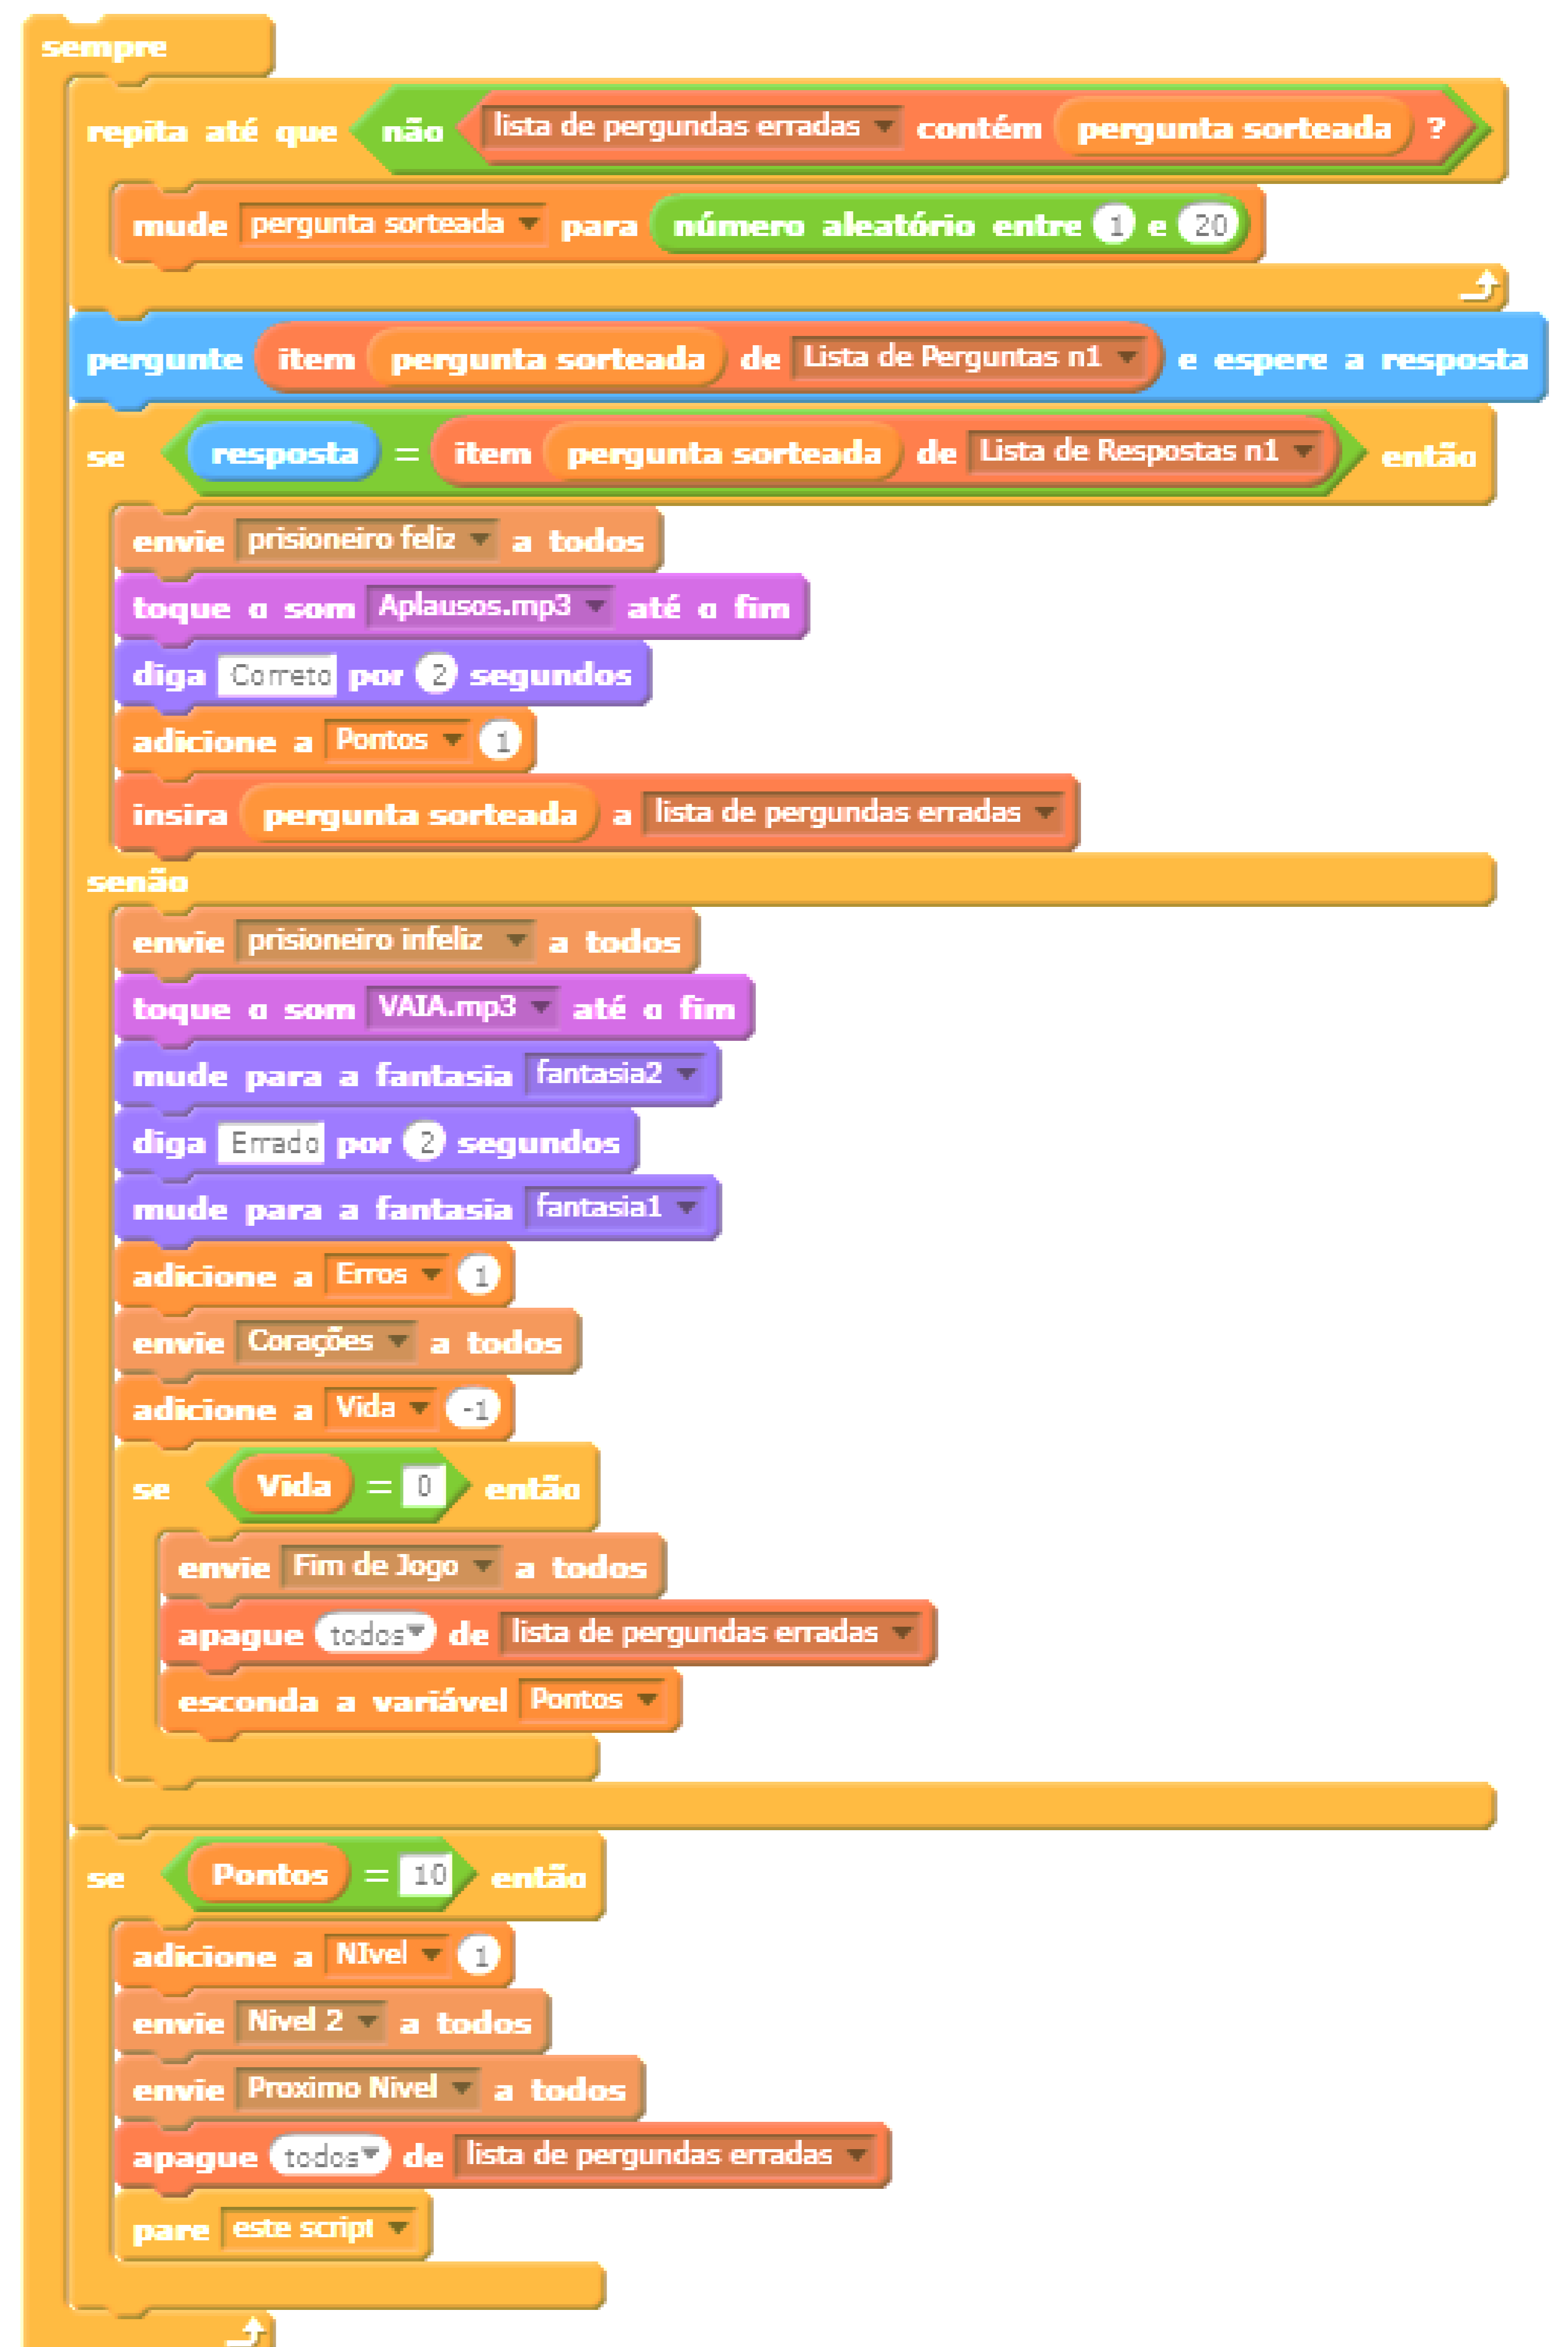 sempre
repita até que não lista de pergundas erradas contém pergunta sorteada ?
mude pergunta sorteada para número aleatório entre 1 e 20
pergunte item pergunta sorteada de Lista de Perguntas n1 e espere a resposta
se resposta = item pergunta sorteada de Lista de Respostas n1 então
envie prisioneiro feliz a todos
toque o som Aplausos.mp3 até o fim
diga Correto por 2 segundos
adicione a Pontos 1
insira pergunta sorteada a lista de pergundas erradas
senão
envie prisioneiro infeliz a todos
toque o som VAIA.mp3 até o fim
mude para a fantasia fantasia2
diga Errado por 2 segundos
mude para a fantasia fantasia1
adicione a Erros 1
envie Corações a todos
adicione a Vida -1
se Vida = 0 então
envie Fim de Jogo a todos
apague todos de lista de pergundas erradas
esconda a variável Pontos
se Pontos = 10 então
adicione a NIvel 1
envie Nivel 2 a todos
envie Proximo Nivel a todos
apague todos de lista de pergundas erradas
pare este script